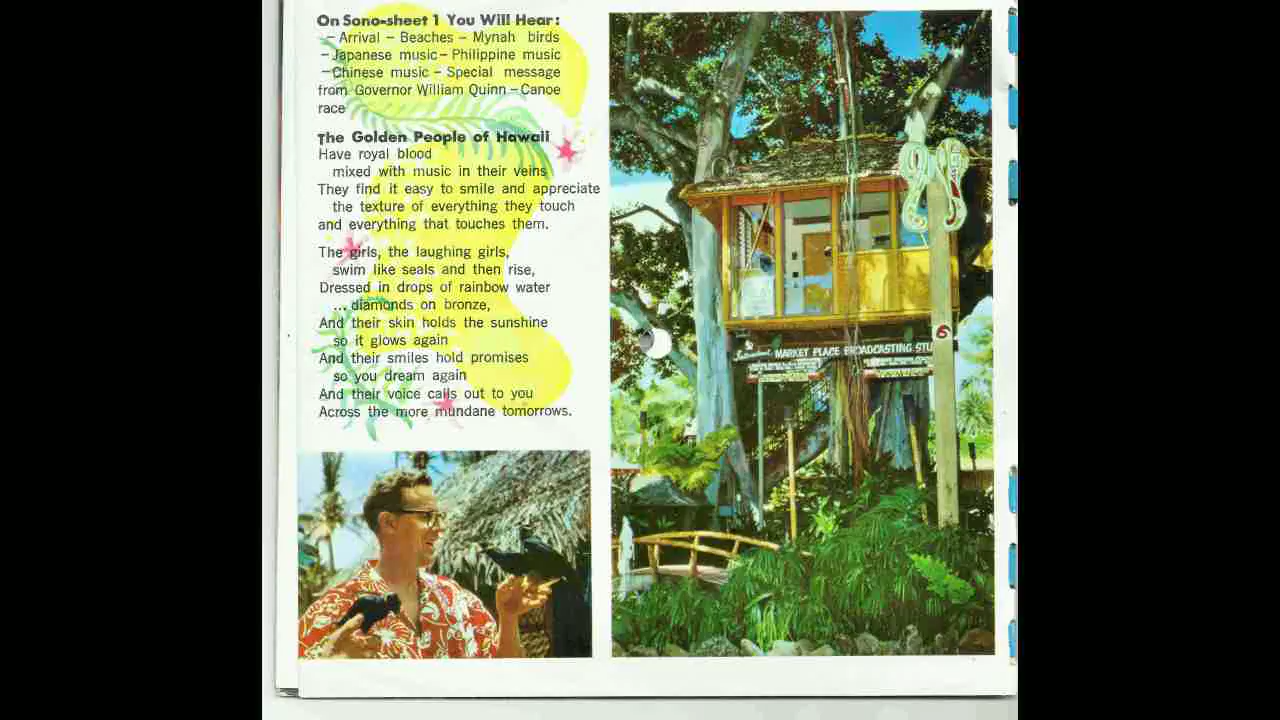 On Sono-sheet 1 You Will Hear:
– Arrival – Beaches – Mynah birds
– Japanese music – Philippine music
– Chinese music – Special message
from Governor William Quinn – Canoe
race
The Golden People of Hawaii
Have royal blood
mixed with music in their veins
They find it easy to smile and appreciate
the texture of everything they touch
and everything that touches them.
The girls, the laughing girls,
swim like seals and then rise,
Dressed in drops of rainbow water
... diamonds on bronze,
And their skin holds the sunshine
so it glows again
And their smiles hold promises
so you dream again
And their voice calls out to you
Across the more mundane tomorrows.
MARKET PLACE BROADCASTING STU
6